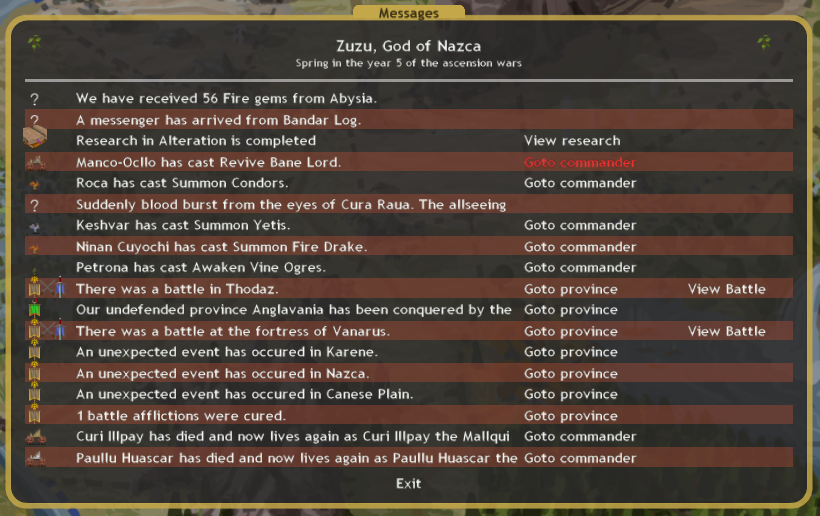 Messages
Zuzu, God of Nazca
Spring in the year 5 of the ascension wars
? We have received 56 Fire gems from Abysia.
? A messenger has arrived from Bandar Log.
Research in Alteration is completed View research
Manco-Ocllo has cast Revive Bane Lord. Goto commander
Roca has cast Summon Condors. Goto commander
? Suddenly blood burst from the eyes of Cura Raua. The allseeing
Keshvar has cast Summon Yetis. Goto commander
Ninan Cuyochi has cast Summon Fire Drake. Goto commander
Petrona has cast Awaken Vine Ogres. Goto commander
There was a battle in Thodaz. Goto province View Battle
Our undefended province Anglavania has been conquered by the Goto province
There was a battle at the fortress of Vanarus. Goto province View Battle
An unexpected event has occured in Karene. Goto province
An unexpected event has occured in Nazca. Goto province
An unexpected event has occured in Canese Plain. Goto province
1 battle afflictions were cured. Goto province
Curi Illpay has died and now lives again as Curi Illpay the Mallqui Goto commander
Paullu Huascar has died and now lives again as Paullu Huascar the Goto commander
Exit